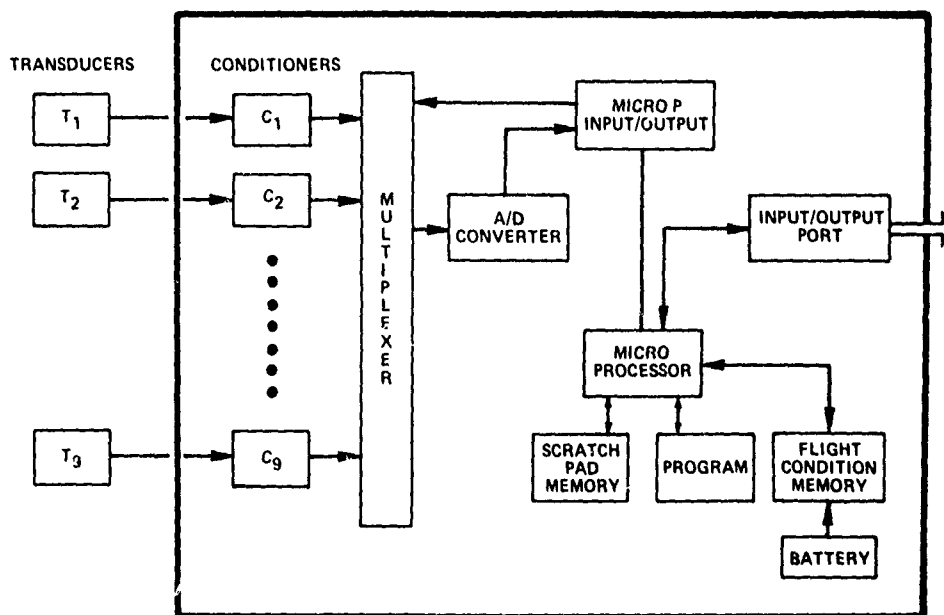 TRANSDUCERS
CONDITIONERS
T1
C1
T2
C2
T9
C9
MULTIPLEXER
MICRO P
INPUT/OUTPUT
A/D
CONVERTER
INPUT/OUTPUT
PORT
MICRO
PROCESSOR
SCRATCH
PAD
MEMORY
PROGRAM
FLIGHT
CONDITION
MEMORY
BATTERY